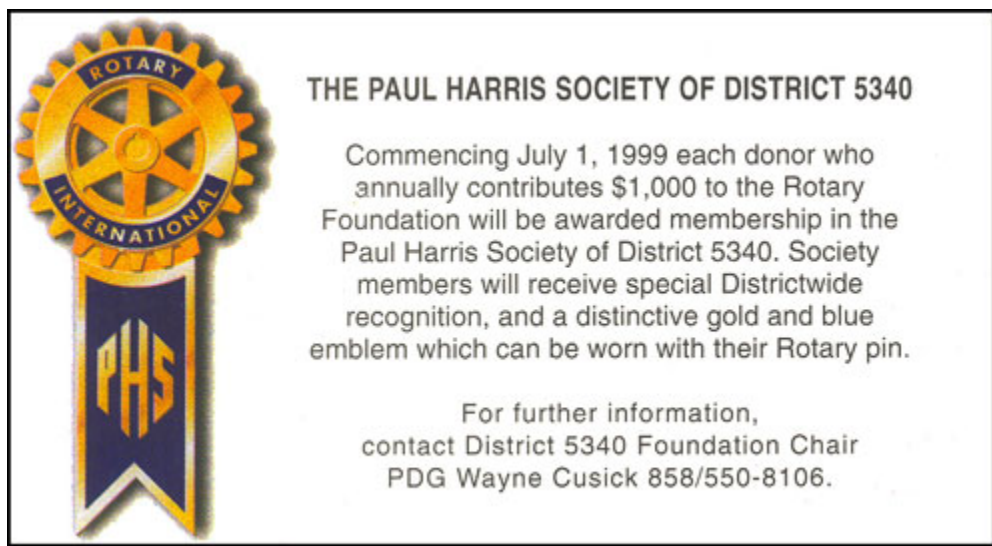 ROTARY
INTERNATIONAL
PHS
THE PAUL HARRIS SOCIETY OF DISTRICT 5340
Commencing July 1, 1999 each donor who
annually contributes $1,000 to the Rotary
Foundation will be awarded membership in the
Paul Harris Society of District 5340. Society
members will receive special Districtwide
recognition, and a distinctive gold and blue
emblem which can be worn with their Rotary pin.
For further information,
contact District 5340 Foundation Chair
PDG Wayne Cusick 858/550-8106.